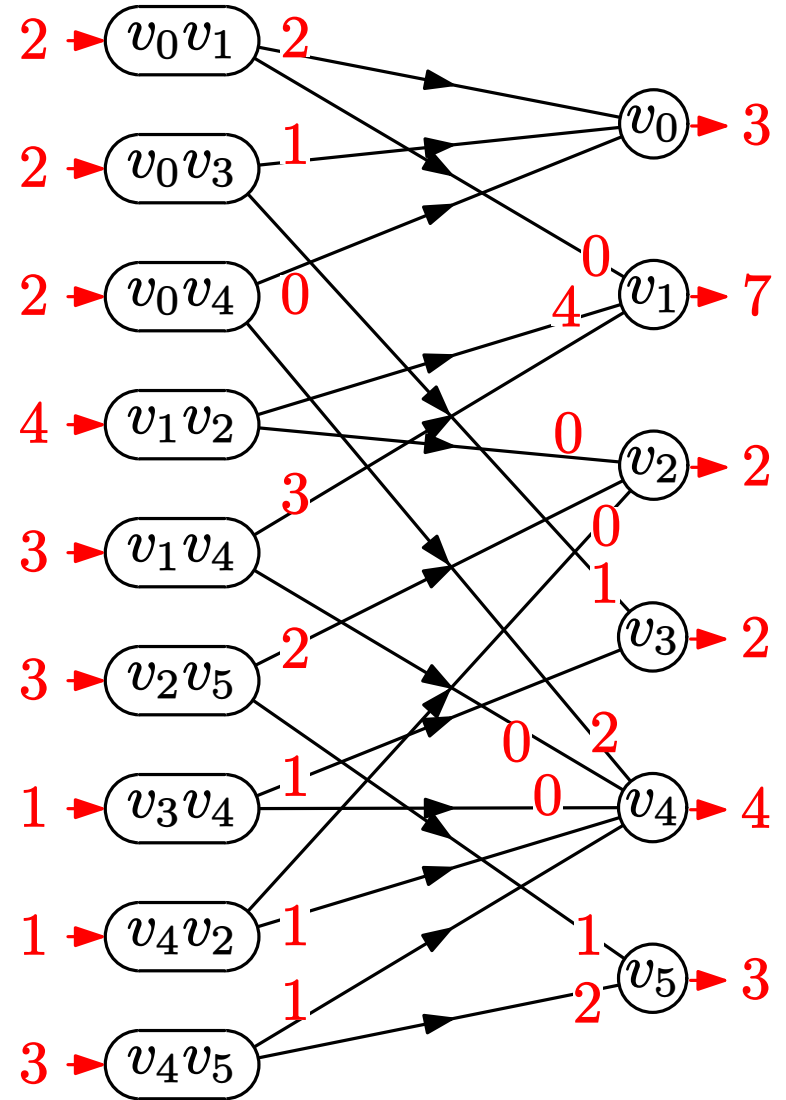 2 v₀v₁ 2
v₀ 3
2 v₀v₃ 1
0
v₁ 7
2 v₀v₄ 0
4
4 v₁v₂ 0
v₂ 2
3 v₁v₄ 3
0
1
v₃ 2
3 v₂v₅ 2
0 2
1 v₃v₄ 1
0
v₄ 4
1 v₄v₂ 1
1
v₅ 3
1 2
3 v₄v₅